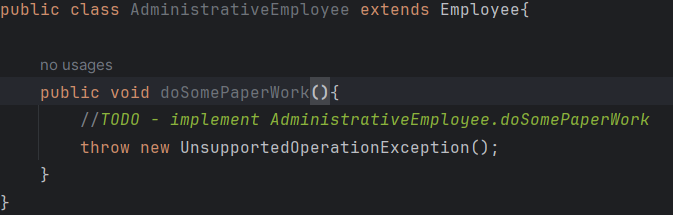 public class AdministrativeEmployee extends Employee{
no usages
public void doSomePaperWork(){
//TODO - implement AdministrativeEmployee.doSomePaperWork
throw new UnsupportedOperationException();
}
}